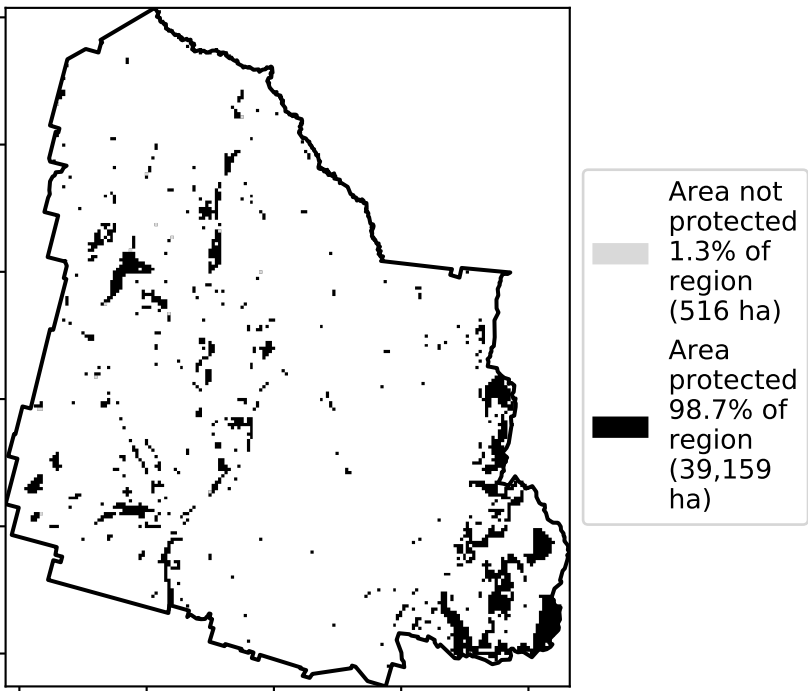 Area not
protected
1.3% of
region
(516 ha)
Area
protected
98.7% of
region
(39,159
ha)